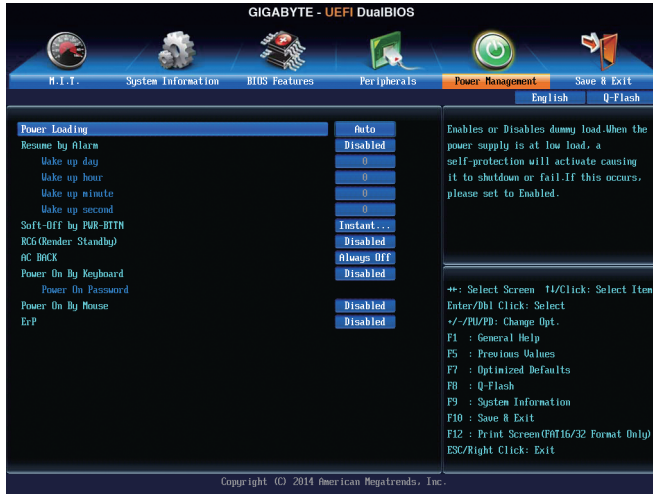 GIGABYTE - UEFI DualBIOS
M.I.T. System Information BIOS Features Peripherals Power Management Save & Exit
English Q-Flash
Power Loading Auto
Resume by Alarm Disabled
Wake up day 0
Wake up hour 0
Wake up minute 0
Wake up second 0
Soft-Off by PWR-BTTN Instant...
RC6(Render Standby) Disabled
AC BACK Always Off
Power On By Keyboard Disabled
Power On Password
Power On By Mouse Disabled
ErP Disabled
Enables or Disables dummy load.When the
power supply is at low load, a
self-protection will activate causing
it to shutdown or fail.If this occurs,
please set to Enabled.
→←: Select Screen ↑↓/Click: Select Item
Enter/Dbl Click: Select
+/-/PU/PD: Change Opt.
F1 : General Help
F5 : Previous Values
F7 : Optimized Defaults
F8 : Q-Flash
F9 : System Information
F10 : Save & Exit
F12 : Print Screen(FAT16/32 Format Only)
ESC/Right Click: Exit
Copyright (C) 2014 American Megatrends, Inc.